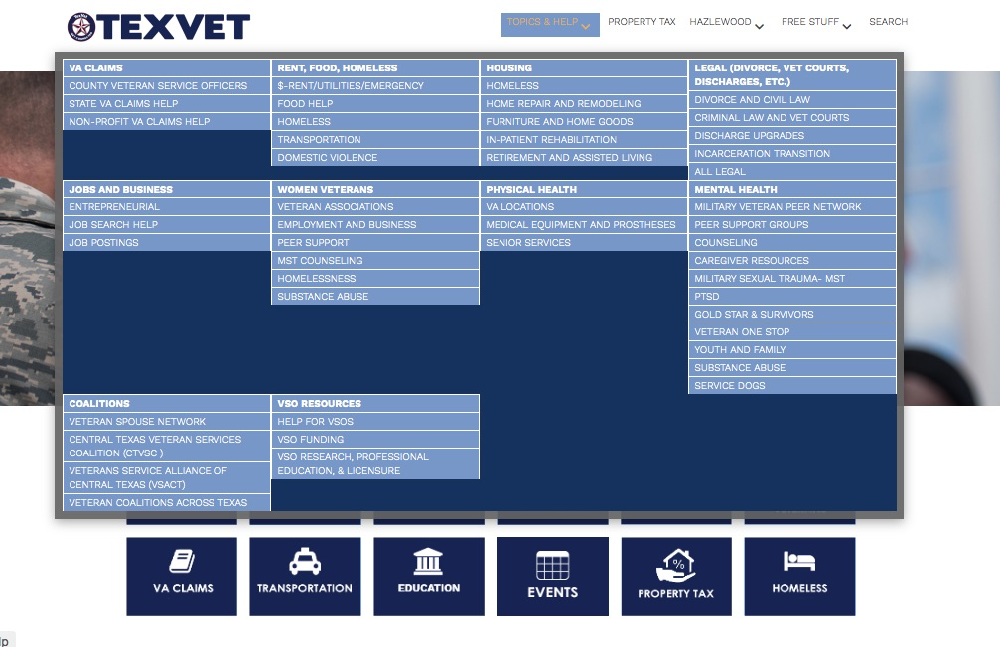 TEXVET
TOPICS & HELP
PROPERTY TAX
HAZLEWOOD
FREE STUFF
SEARCH
VA CLAIMS
COUNTY VETERAN SERVICE OFFICERS
STATE VA CLAIMS HELP
NON-PROFIT VA CLAIMS HELP
RENT, FOOD, HOMELESS
$-RENT/UTILITIES/EMERGENCY
FOOD HELP
HOMELESS
TRANSPORTATION
DOMESTIC VIOLENCE
HOUSING
HOMELESS
HOME REPAIR AND REMODELING
FURNITURE AND HOME GOODS
IN-PATIENT REHABILITATION
RETIREMENT AND ASSISTED LIVING
LEGAL (DIVORCE, VET COURTS,
DISCHARGES, ETC.)
DIVORCE AND CIVIL LAW
CRIMINAL LAW AND VET COURTS
DISCHARGE UPGRADES
INCARCERATION TRANSITION
ALL LEGAL
JOBS AND BUSINESS
ENTREPRENEURIAL
JOB SEARCH HELP
JOB POSTINGS
WOMEN VETERANS
VETERAN ASSOCIATIONS
EMPLOYMENT AND BUSINESS
PEER SUPPORT
MST COUNSELING
HOMELESSNESS
SUBSTANCE ABUSE
PHYSICAL HEALTH
VA LOCATIONS
MEDICAL EQUIPMENT AND PROSTHESES
SENIOR SERVICES
MENTAL HEALTH
MILITARY VETERAN PEER NETWORK
PEER SUPPORT GROUPS
COUNSELING
CAREGIVER RESOURCES
MILITARY SEXUAL TRAUMA- MST
PTSD
GOLD STAR & SURVIVORS
VETERAN ONE STOP
YOUTH AND FAMILY
SUBSTANCE ABUSE
SERVICE DOGS
COALITIONS
VETERAN SPOUSE NETWORK
CENTRAL TEXAS VETERAN SERVICES
COALITION (CTVSC )
VETERANS SERVICE ALLIANCE OF
CENTRAL TEXAS (VSACT)
VETERAN COALITIONS ACROSS TEXAS
VSO RESOURCES
HELP FOR VSOS
VSO FUNDING
VSO RESEARCH, PROFESSIONAL
EDUCATION, & LICENSURE
VA CLAIMS
TRANSPORTATION
EDUCATION
EVENTS
%
PROPERTY TAX
HOMELESS
lp